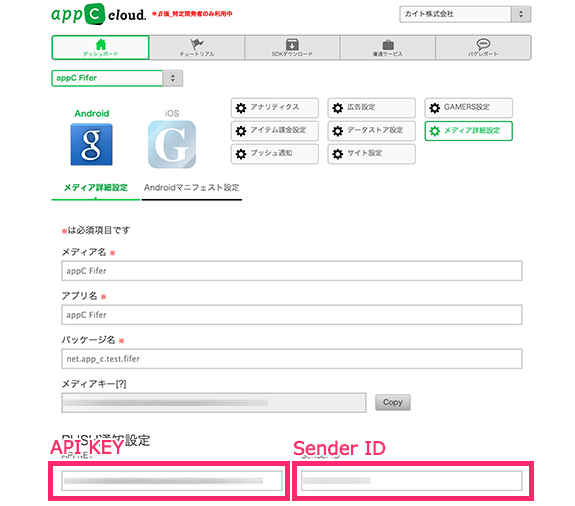 appC cloud. ※β版_特定開発者のみ利用中
カイト株式会社
ダッシュボード チュートリアル SDKダウンロード 優遇サービス バグレポート
appC Fifer
Android iOS
アナリティクス 広告設定 GAMERS設定
アイテム課金設定 データストア設定 メディア詳細設定
プッシュ通知 サイト設定
メディア詳細設定 Androidマニフェスト設定
※は必須項目です
メディア名 ※
appC Fifer
アプリ名 ※
appC Fifer
パッケージ名 ※
net.app_c.test.fifer
メディアキー[?]
Copy
PUSH通知設定
API KEY Sender ID
API KEY Sender ID